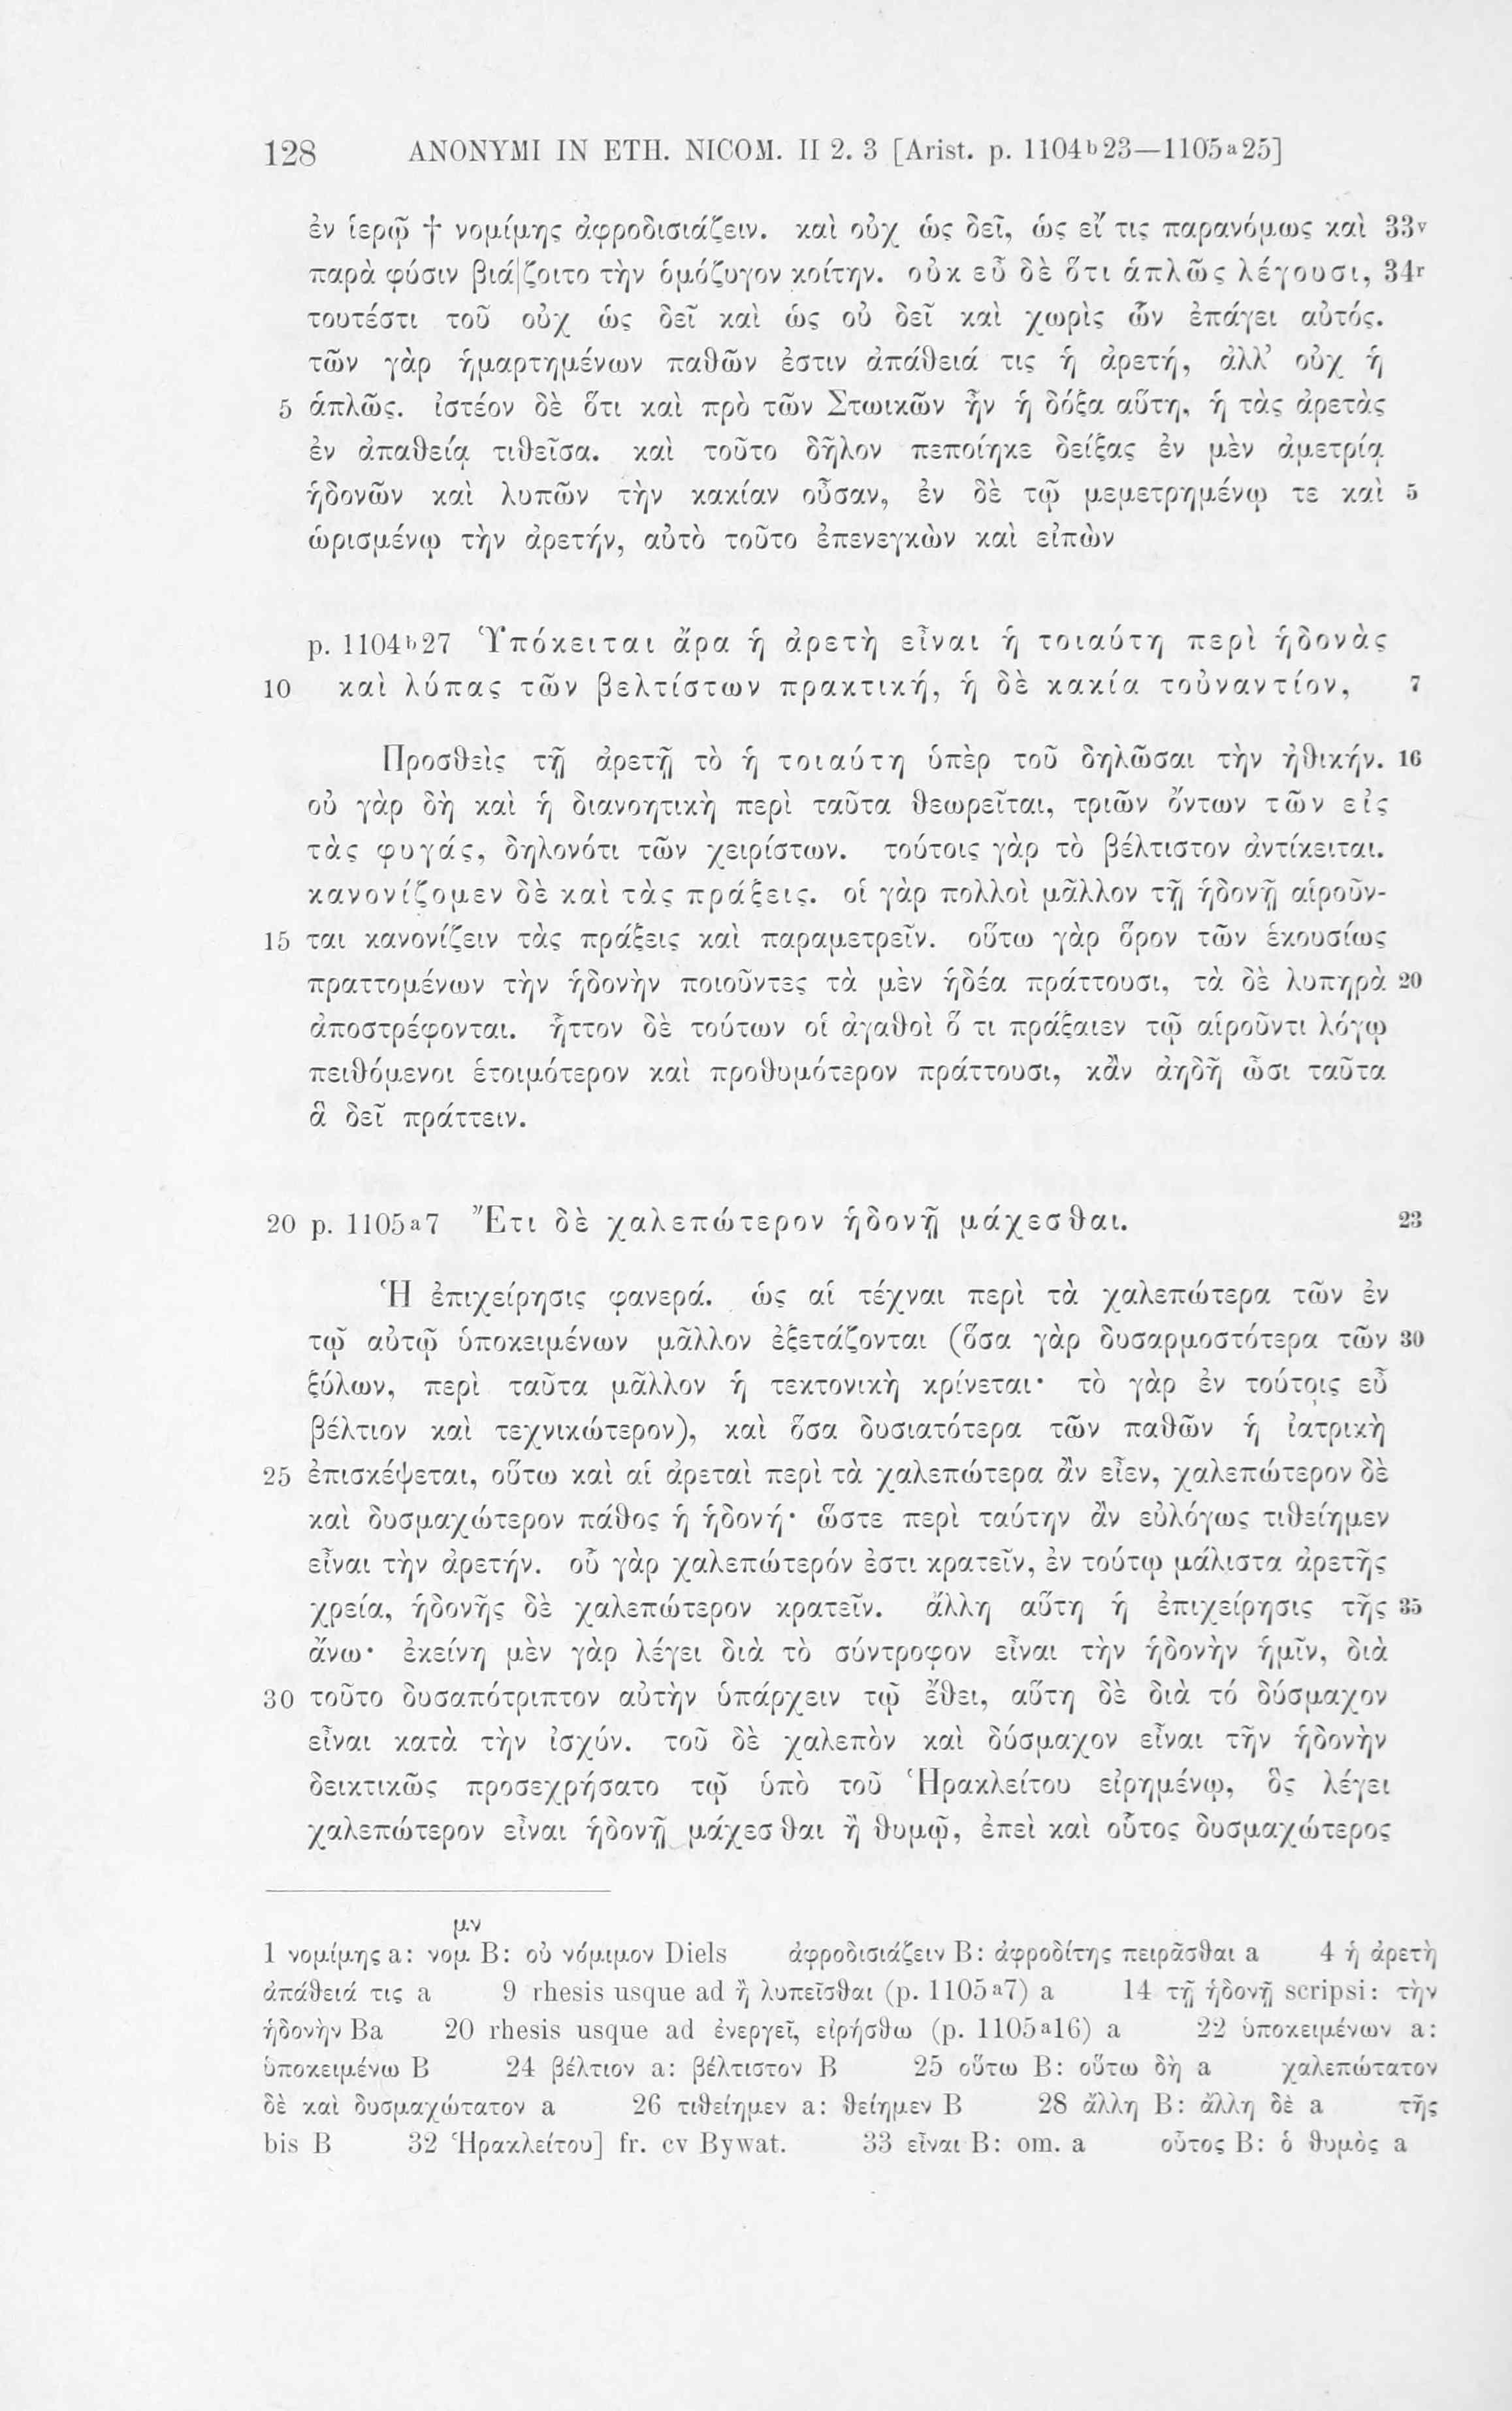 128 ANONYMI IN ETH. NICOM. II 2. 3 [Arist. p. 1104b23—1105a25]
ἐν ἱερῷ † νομίμης ἀφροδισιάζειν. καὶ οὐχ ὡς δεῖ, ὡς εἴ τις παρανόμως καὶ 33v
παρὰ φύσιν βιά|ζοιτο τὴν ὁμόζυγον κοίτην. οὐκ εὖ δὲ ὅτι ἁπλῶς λέγουσι, 34r
τουτέστι τοῦ οὐχ ὡς δεῖ καὶ ὡς οὐ δεῖ καὶ χωρὶς ὧν ἐπάγει αὐτός.
τῶν γὰρ ἡμαρτημένων παθῶν ἐστιν ἀπάθειά τις ἡ ἀρετή, ἀλλ’ οὐχ ἡ
5 ἁπλῶς. ἰστέον δὲ ὅτι καὶ πρὸ τῶν Στωικῶν ἦν ἡ δόξα αὕτη, ἡ τὰς ἀρετὰς
ἐν ἀπαθείᾳ τιθεῖσα. καὶ τοῦτο δῆλον πεποίηκε δείξας ἐν μὲν ἀμετρίᾳ
ἡδονῶν καὶ λυπῶν τὴν κακίαν οὖσαν, ἐν δὲ τῷ μεμετρημένῳ τε καὶ 5
ὡρισμένῳ τὴν ἀρετήν, αὐτὸ τοῦτο ἐπενεγκὼν καὶ εἰπὼν
p. 1104b27 Ὑπόκειται ἄρα ἡ ἀρετὴ εἶναι ἡ τοιαύτη περὶ ἡδονὰς
10 καὶ λύπας τῶν βελτίστων πρακτική, ἡ δὲ κακία τοὐναντίον, 7
Προσθεὶς τῇ ἀρετῇ τὸ ἡ τοιαύτη ὑπὲρ τοῦ δηλῶσαι τὴν ἠθικήν. 16
οὐ γὰρ δὴ καὶ ἡ διανοητικὴ περὶ ταῦτα θεωρεῖται, τριῶν ὄντων τῶν εἰς
τὰς φυγάς, δηλονότι τῶν χειρίστων. τούτοις γὰρ τὸ βέλτιστον ἀντίκειται.
κανονίζομεν δὲ καὶ τὰς πράξεις. οἱ γὰρ πολλοὶ μᾶλλον τῇ ἡδονῇ αἱροῦν-
15 ται κανονίζειν τὰς πράξεις καὶ παραμετρεῖν. οὕτω γὰρ ὅρον τῶν ἑκουσίως
πραττομένων τὴν ἡδονὴν ποιοῦντες τὰ μὲν ἡδέα πράττουσι, τὰ δὲ λυπηρὰ 20
ἀποστρέφονται. ἧττον δὲ τούτων οἱ ἀγαθοὶ ὅ τι πράξαιεν τῷ αἱροῦντι λόγῳ
πειθόμενοι ἑτοιμότερον καὶ προθυμότερον πράττουσι, κἂν ἀηδῆ ὦσι ταῦτα
ἃ δεῖ πράττειν.
20 p. 1105a7 Ἔτι δὲ χαλεπώτερον ἡδονῇ μάχεσθαι. 23
Ἡ ἐπιχείρησις φανερά. ὡς αἱ τέχναι περὶ τὰ χαλεπώτερα τῶν ἐν
τῷ αὐτῷ ὑποκειμένων μᾶλλον ἐξετάζονται (ὅσα γὰρ δυσαρμοστότερα τῶν 30
ξύλων, περὶ ταῦτα μᾶλλον ἡ τεκτονικὴ κρίνεται· τὸ γὰρ ἐν τούτοις εὖ
βέλτιον καὶ τεχνικώτερον), καὶ ὅσα δυσιατότερα τῶν παθῶν ἡ ἰατρικὴ
25 ἐπισκέψεται, οὕτω καὶ αἱ ἀρεταὶ περὶ τὰ χαλεπώτερα ἂν εἶεν, χαλεπώτερον δὲ
καὶ δυσμαχώτερον πάθος ἡ ἡδονή· ὥστε περὶ ταύτην ἂν εὐλόγως τιθείημεν
εἶναι τὴν ἀρετήν. οὗ γὰρ χαλεπώτερόν ἐστι κρατεῖν, ἐν τούτῳ μάλιστα ἀρετῆς
χρεία, ἡδονῆς δὲ χαλεπώτερον κρατεῖν. ἄλλη αὕτη ἡ ἐπιχείρησις τῆς 35
ἄνω· ἐκείνη μὲν γὰρ λέγει διὰ τὸ σύντροφον εἶναι τὴν ἡδονὴν ἡμῖν, διὰ
30 τοῦτο δυσαπότριπτον αὐτὴν ὑπάρχειν τῷ ἔθει, αὕτη δὲ διὰ τό δύσμαχον
εἶναι κατὰ τὴν ἰσχύν. τοῦ δὲ χαλεπὸν καὶ δύσμαχον εἶναι τῆν ἡδονὴν
δεικτικῶς προσεχρήσατο τῷ ὑπὸ τοῦ Ἡρακλείτου εἰρημένῳ, ὃς λέγει
χαλεπώτερον εἶναι ἡδονῇ μάχεσθαι ἢ θυμῷ, ἐπεὶ καὶ οὗτος δυσμαχώτερος
μν
1 νομίμης a: νομ B: οὐ νόμιμον Diels ἀφροδισιάζειν B: ἀφροδίτης πειρᾶσθαι a 4 ἡ ἀρετὴ
ἀπάθειά τις a 9 rhesis usque ad ἢ λυπεῖσθαι (p. 1105a7) a 14 τῇ ἡδονῇ scripsi: τὴν
ἡδονὴν Ba 20 rhesis usque ad ἐνεργεῖ, εἰρήσθω (p. 1105a16) a 22 ὑποκειμένων a:
ὑποκειμένω B 24 βέλτιον a: βέλτιστον B 25 οὕτω B: οὕτω δὴ a χαλεπώτατον
δὲ καὶ δυσμαχώτατον a 26 τιθείημεν a: θείημεν B 28 ἄλλη B: ἄλλη δὲ a τῆς
bis B 32 Ἡρακλείτου] fr. cv Bywat. 33 εἶναι B: om. a οὗτος B: ὁ θυμὸς a